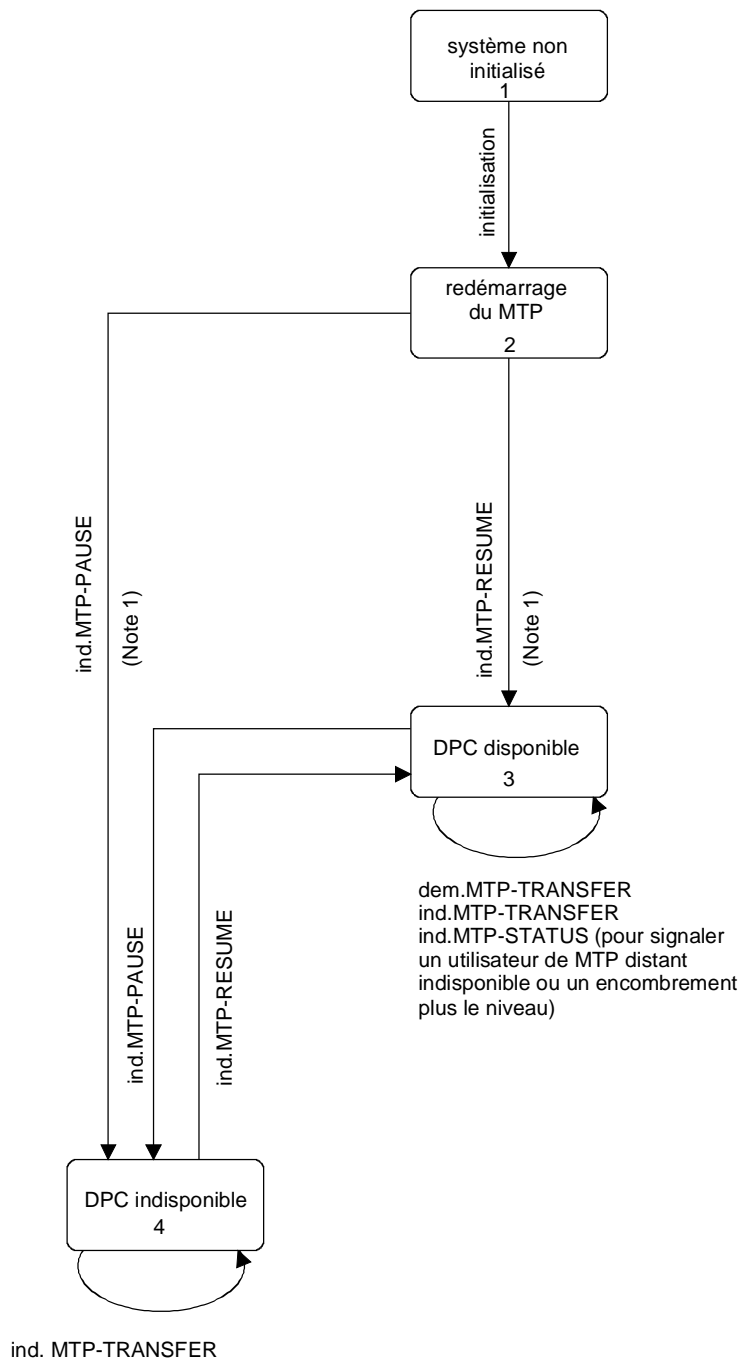 système non
initialisé
1
initialisation
redémarrage
du MTP
2
ind.MTP-PAUSE
(Note 1)
ind.MTP-RESUME
(Note 1)
DPC disponible
3
dem.MTP-TRANSFER
ind.MTP-TRANSFER
ind.MTP-STATUS (pour signaler
un utilisateur de MTP distant
indisponible ou un encombrement
plus le niveau)
ind.MTP-PAUSE
ind.MTP-RESUME
DPC indisponible
4
ind. MTP-TRANSFER